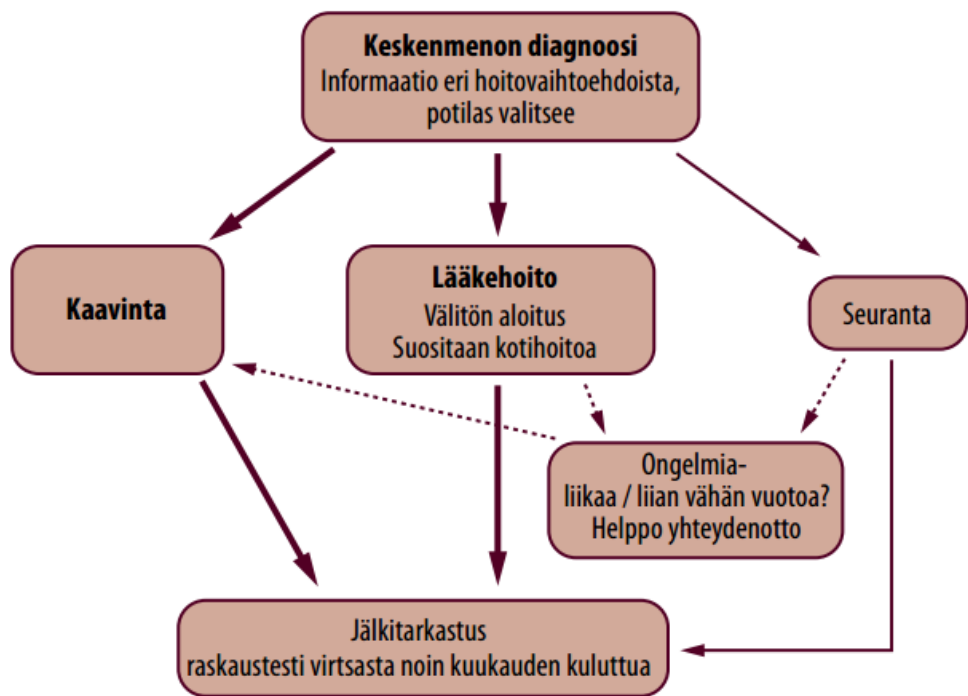 Keskenmenon diagnoosi
Informaatio eri hoitovaihtoehdoista,
potilas valitsee
Kaavinta
Lääkehoito
Välitön aloitus
Suositaan kotihoitoa
Seuranta
Ongelmia-
liikaa / liian vähän vuotoa?
Helppo yhteydenotto
Jälkitarkastus
raskaustesti virtsasta noin kuukauden kuluttua